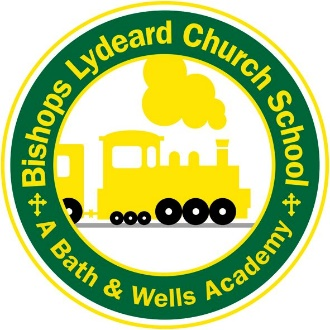 Bishops Lydeard Church School
A Bath & Wells Academy